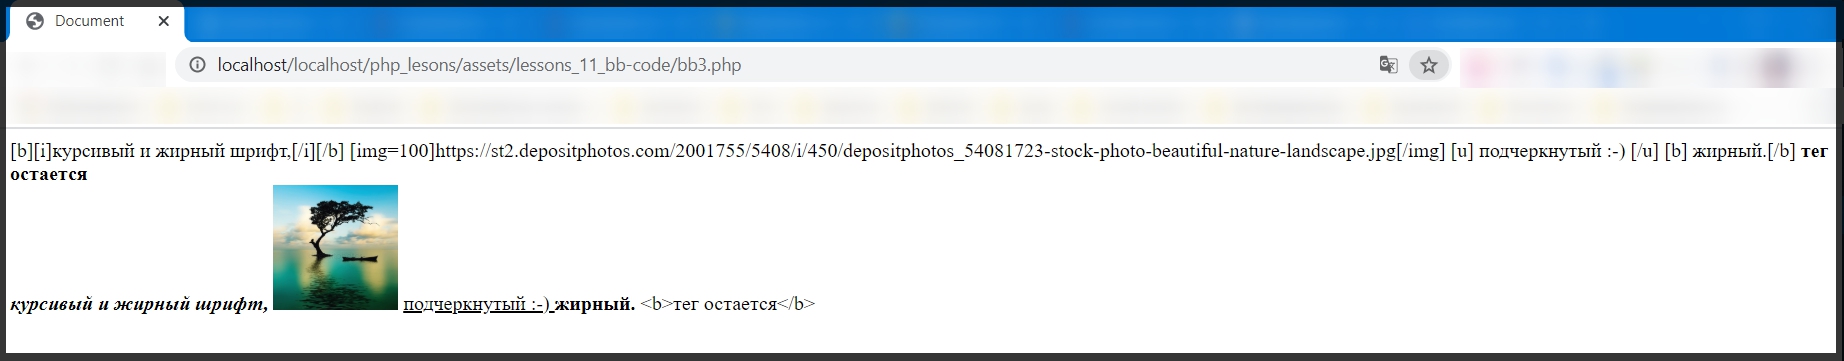 Document
localhost/localhost/php_lesons/assets/lessons_11_bb-code/bb3.php
[b][i]курсивый и жирный шрифт,[/i][/b] [img=100]https://st2.depositphotos.com/2001755/5408/i/450/depositphotos_54081723-stock-photo-beautiful-nature-landscape.jpg[/img] [u] подчеркнутый :-) [/u] [b] жирный.[/b] тег
остается
курсивый и жирный шрифт, подчеркнутый :-) жирный. <b>тег остается</b>